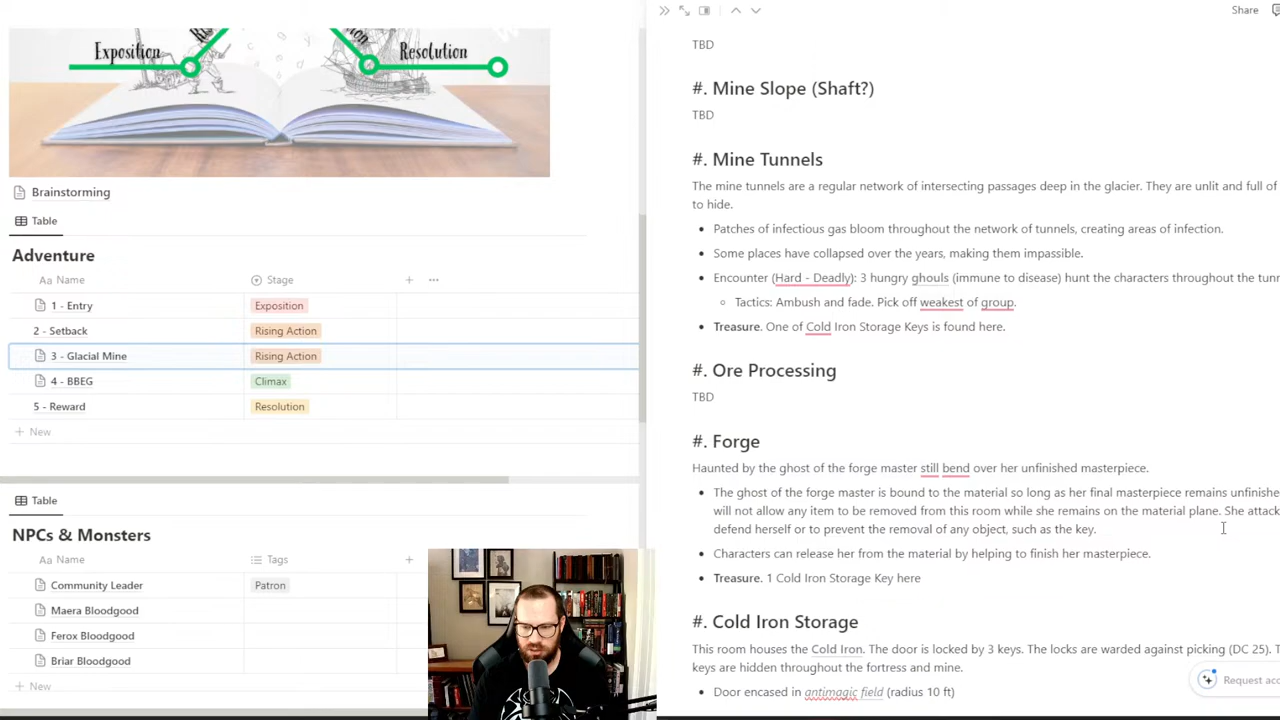 Exposition
Resolution
Brainstorming
Table
Adventure
Aa Name
Stage
1 - Entry
Exposition
2 - Setback
Rising Action
3 - Glacial Mine
Rising Action
4 - BBEG
Climax
5 - Reward
Resolution
+ New
Table
NPCs & Monsters
Aa Name
Tags
Community Leader
Patron
Maera Bloodgood
Ferox Bloodgood
Briar Bloodgood
+ New
Share
TBD
#. Mine Slope (Shaft?)
TBD
#. Mine Tunnels
The mine tunnels are a regular network of intersecting passages deep in the glacier. They are unlit and full of
to hide.
• Patches of infectious gas bloom throughout the network of tunnels, creating areas of infection.
• Some places have collapsed over the years, making them impassible.
• Encounter (Hard - Deadly): 3 hungry ghouls (immune to disease) hunt the characters throughout the tunn
◦ Tactics: Ambush and fade. Pick off weakest of group.
• Treasure. One of Cold Iron Storage Keys is found here.
#. Ore Processing
TBD
#. Forge
Haunted by the ghost of the forge master still bend over her unfinished masterpiece.
• The ghost of the forge master is bound to the material so long as her final masterpiece remains unfinishe
will not allow any item to be removed from this room while she remains on the material plane. She attack
defend herself or to prevent the removal of any object, such as the key.
• Characters can release her from the material by helping to finish her masterpiece.
• Treasure. 1 Cold Iron Storage Key here
#. Cold Iron Storage
This room houses the Cold Iron. The door is locked by 3 keys. The locks are warded against picking (DC 25). T
keys are hidden throughout the fortress and mine.
• Door encased in antimagic field (radius 10 ft)
Request acc